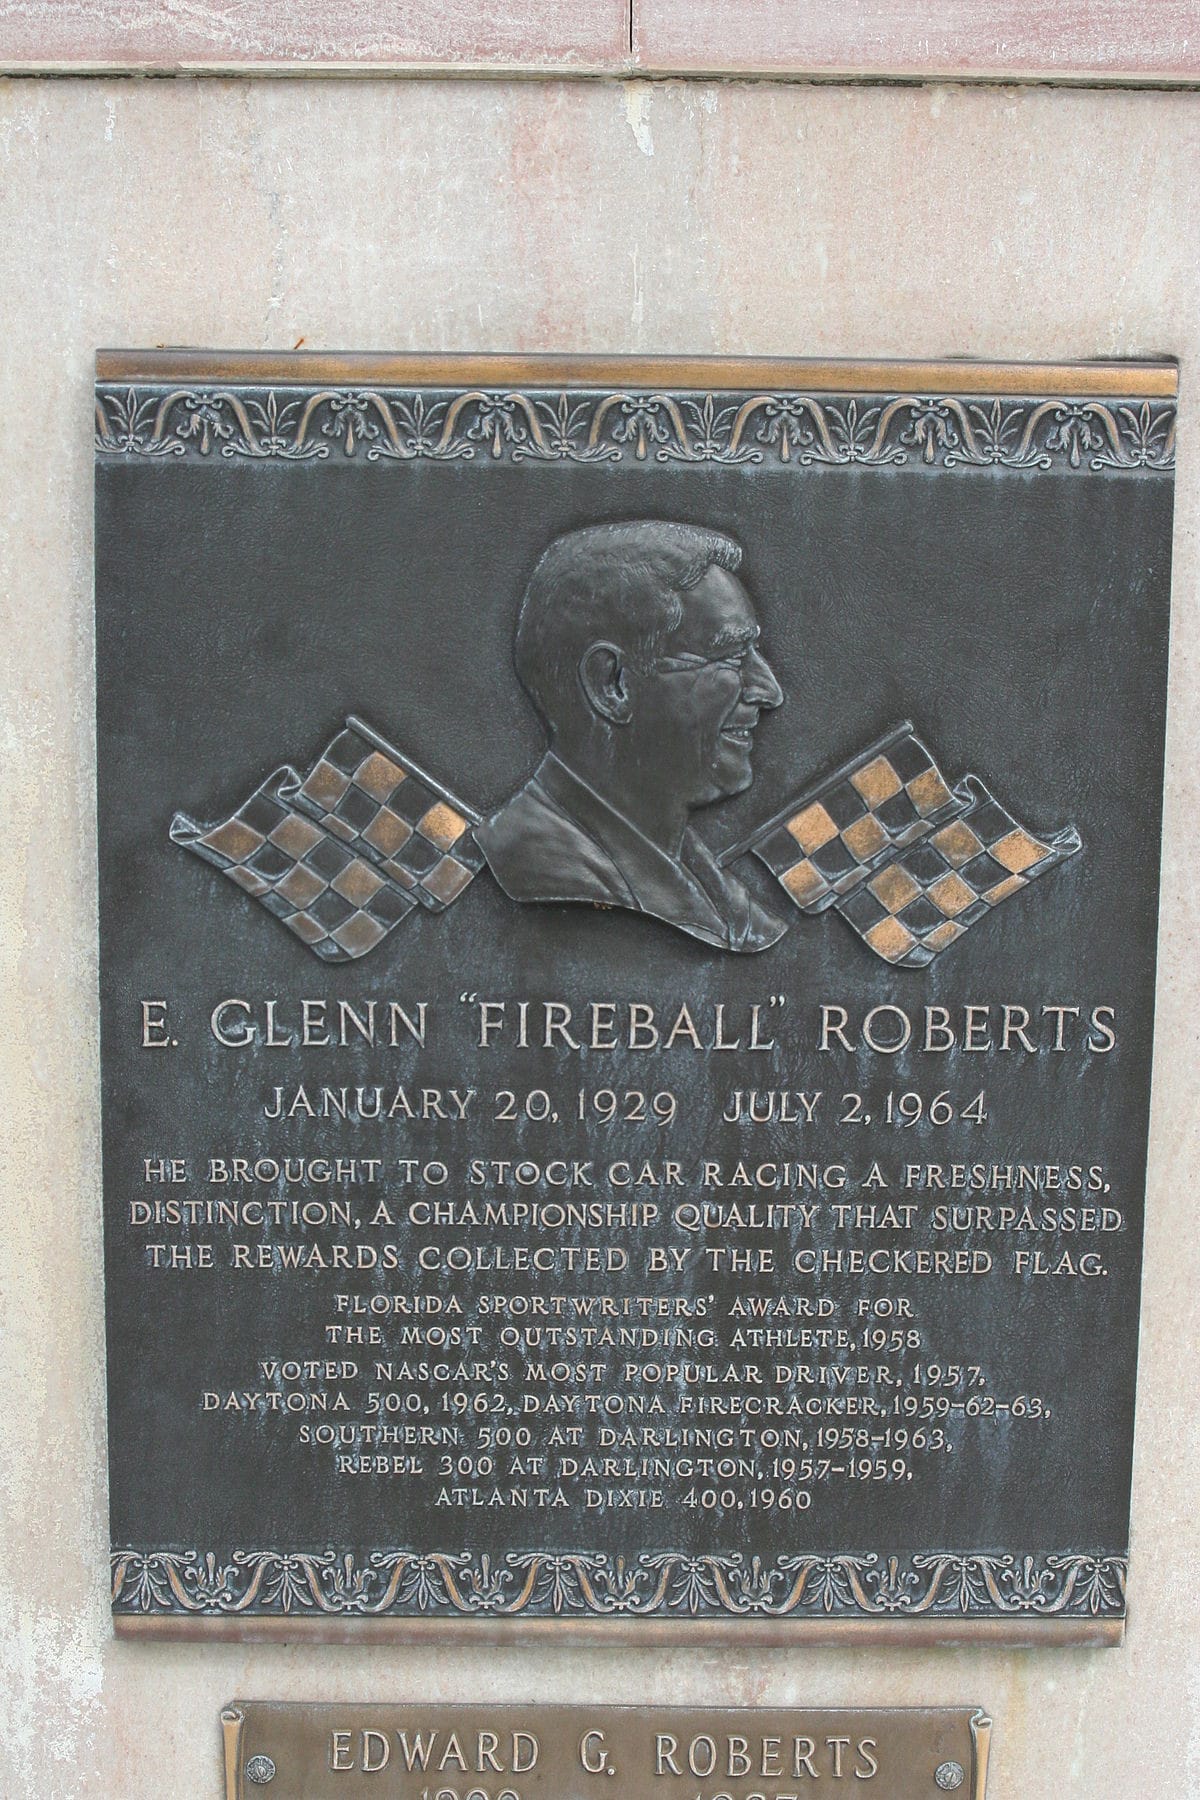 E. GLENN "FIREBALL" ROBERTS
JANUARY 20, 1929 JULY 2, 1964
HE BROUGHT TO STOCK CAR RACING A FRESHNESS,
DISTINCTION, A CHAMPIONSHIP QUALITY THAT SURPASSED
THE REWARDS COLLECTED BY THE CHECKERED FLAG.
FLORIDA SPORTWRITERS' AWARD FOR
THE MOST OUTSTANDING ATHLETE, 1958
VOTED NASCAR'S MOST POPULAR DRIVER, 1957,
DAYTONA 500, 1962, DAYTONA FIRECRACKER, 1959-62-63,
SOUTHERN 500 AT DARLINGTON, 1958-1963,
REBEL 300 AT DARLINGTON, 1957-1959,
ATLANTA DIXIE 400, 1960
EDWARD G. ROBERTS